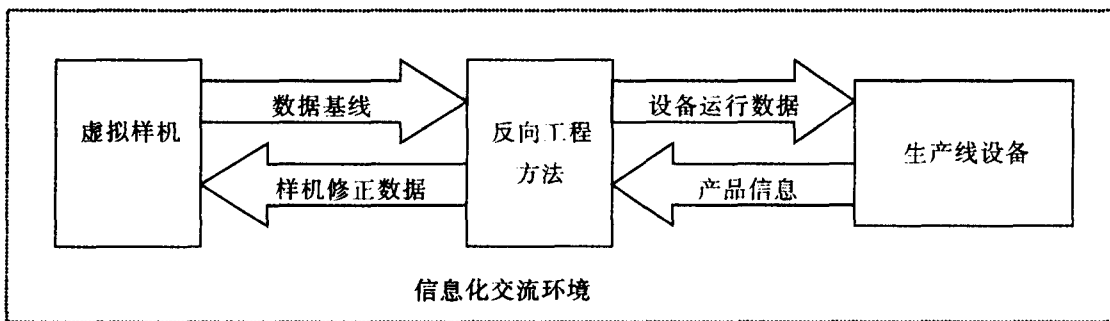 虚拟样机
数据基线
样机修正数据
反向工程
方法
设备运行数据
产品信息
生产线设备
信息化交流环境